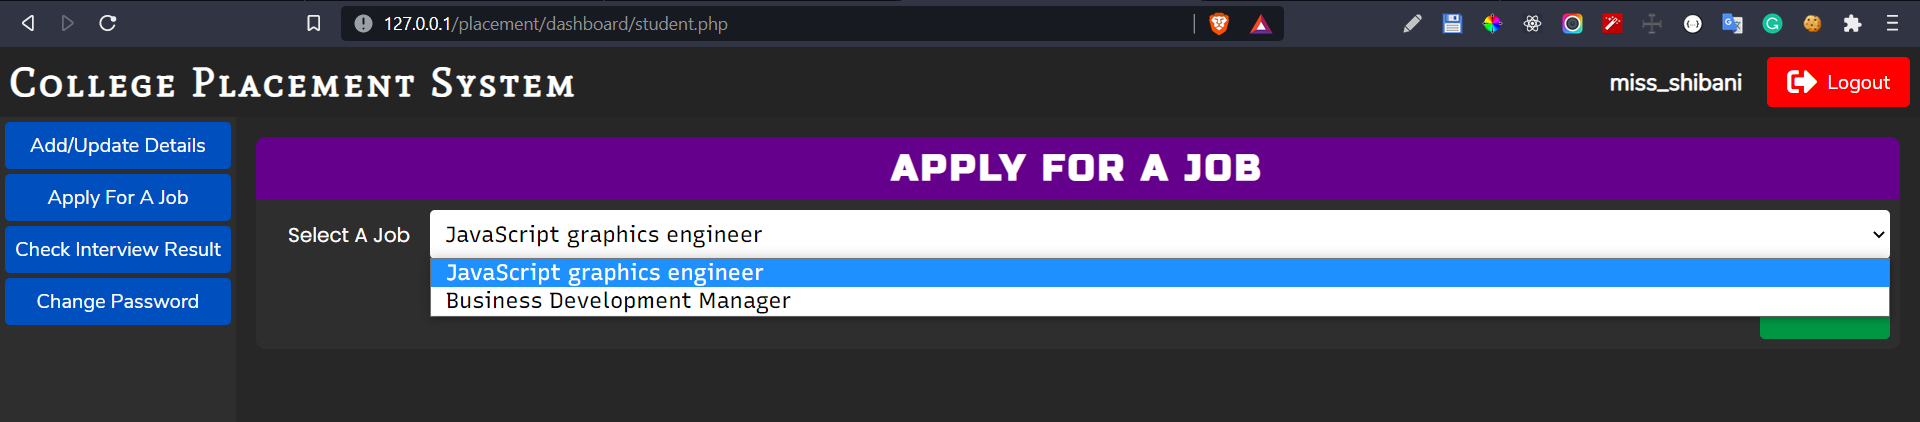 127.0.0.1/placement/dashboard/student.php
College Placement System
miss_shibani
Logout
Add/Update Details
Apply For A Job
Check Interview Result
Change Password
APPLY FOR A JOB
Select A Job
JavaScript graphics engineer
JavaScript graphics engineer
Business Development Manager